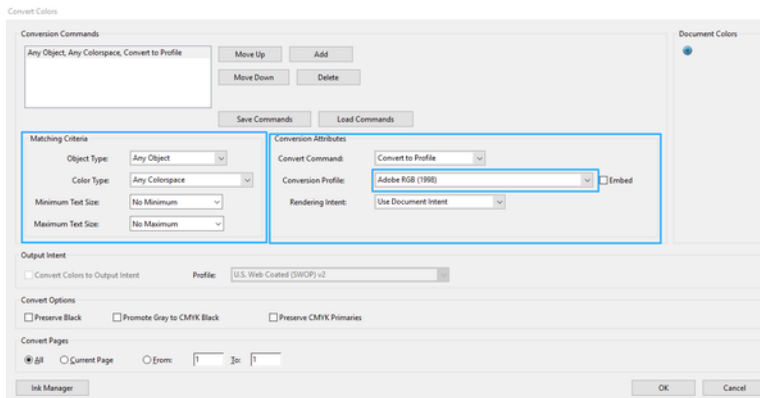 Convert Colors
Conversion Commands
Document Colors
Any Object, Any Colorspace, Convert to Profile
Move Up
Add
Move Down
Delete
Save Commands
Load Commands
Matching Criteria
Conversion Attributes
Object Type: Any Object
Convert Command: Convert to Profile
Color Type: Any Colorspace
Conversion Profile: Adobe RGB (1998)
Embed
Minimum Text Size: No Minimum
Rendering Intent: Use Document Intent
Maximum Text Size: No Maximum
Output Intent
Convert Colors to Output Intent
Profile: U.S. Web Coated (SWOP) v2
Convert Options
Preserve Black
Promote Gray to CMYK Black
Preserve CMYK Primaries
Convert Pages
All
Current Page
From: 1
To: 1
Ink Manager
OK
Cancel